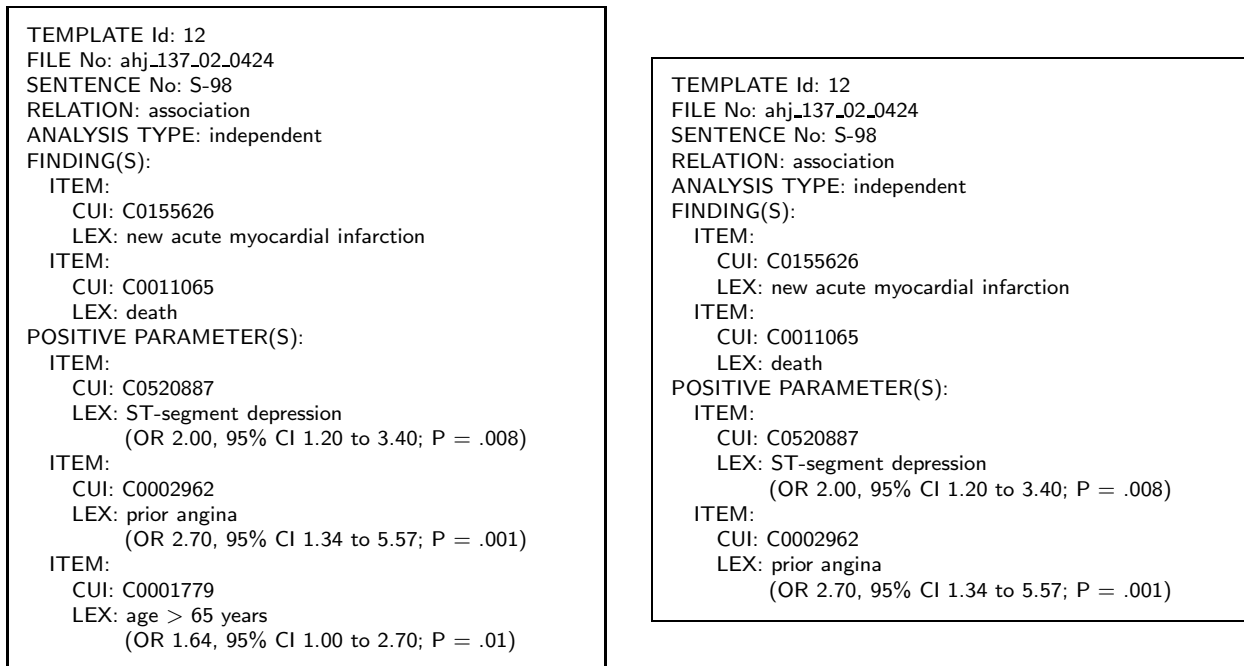 TEMPLATE Id: 12
FILE No: ahj_137_02_0424
SENTENCE No: S-98
RELATION: association
ANALYSIS TYPE: independent
FINDING(S):
ITEM:
CUI: C0155626
LEX: new acute myocardial infarction
ITEM:
CUI: C0011065
LEX: death
POSITIVE PARAMETER(S):
ITEM:
CUI: C0520887
LEX: ST-segment depression
(OR 2.00, 95% CI 1.20 to 3.40; P = .008)
ITEM:
CUI: C0002962
LEX: prior angina
(OR 2.70, 95% CI 1.34 to 5.57; P = .001)
ITEM:
CUI: C0001779
LEX: age > 65 years
(OR 1.64, 95% CI 1.00 to 2.70; P = .01)
TEMPLATE Id: 12
FILE No: ahj_137_02_0424
SENTENCE No: S-98
RELATION: association
ANALYSIS TYPE: independent
FINDING(S):
ITEM:
CUI: C0155626
LEX: new acute myocardial infarction
ITEM:
CUI: C0011065
LEX: death
POSITIVE PARAMETER(S):
ITEM:
CUI: C0520887
LEX: ST-segment depression
(OR 2.00, 95% CI 1.20 to 3.40; P = .008)
ITEM:
CUI: C0002962
LEX: prior angina
(OR 2.70, 95% CI 1.34 to 5.57; P = .001)